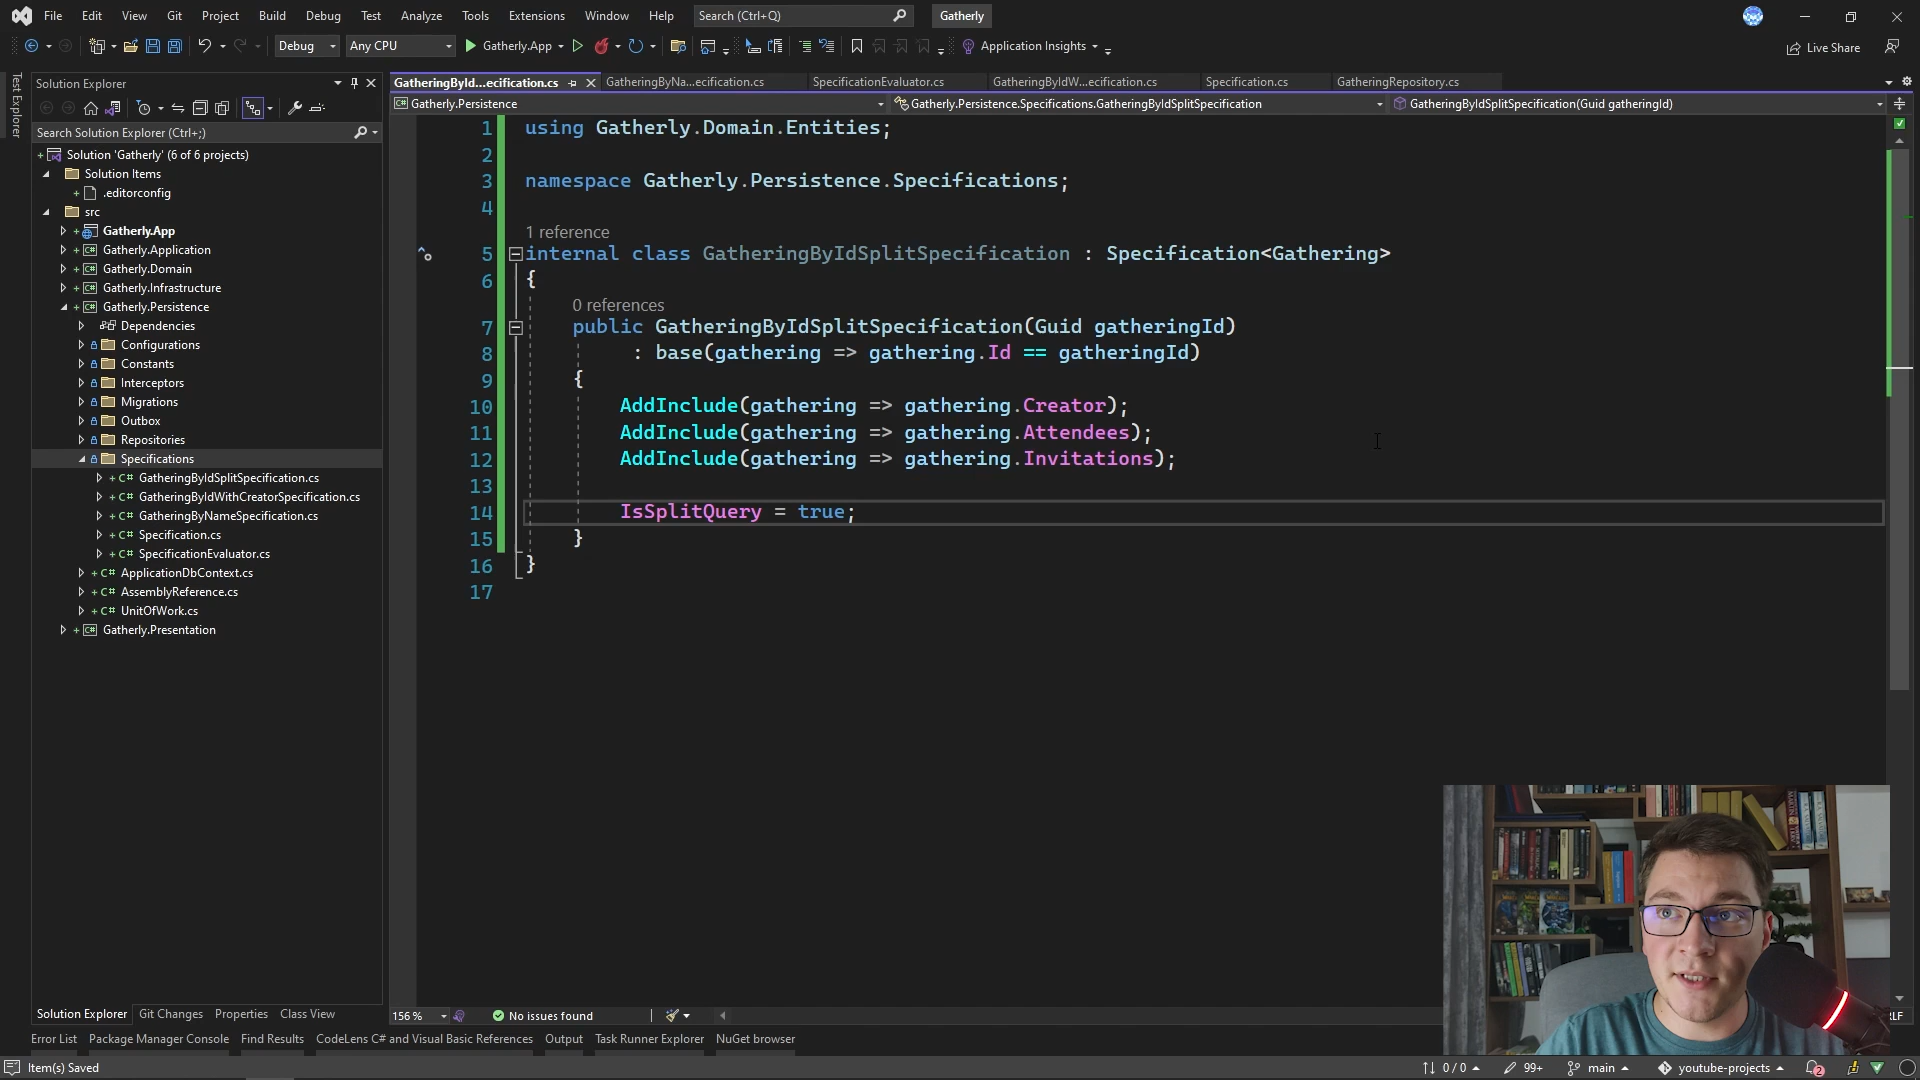 File Edit View Git Project Build Debug Test Analyze Tools Extensions Window Help Search (Ctrl+Q) Gatherly
Debug Any CPU Gatherly.App Application Insights Live Share
Test Explorer
Solution Explorer
Search Solution Explorer (Ctrl+;)
Solution 'Gatherly' (6 of 6 projects)
Solution Items
.editorconfig
src
Gatherly.App
Gatherly.Application
Gatherly.Domain
Gatherly.Infrastructure
Gatherly.Persistence
Dependencies
Configurations
Constants
Interceptors
Migrations
Outbox
Repositories
Specifications
C# GatheringByIdSplitSpecification.cs
C# GatheringByIdWithCreatorSpecification.cs
C# GatheringByNameSpecification.cs
C# Specification.cs
C# SpecificationEvaluator.cs
C# ApplicationDbContext.cs
C# AssemblyReference.cs
C# UnitOfWork.cs
Gatherly.Presentation
Solution Explorer Git Changes Properties Class View
GatheringById...ecification.cs GatheringByNa...ecification.cs SpecificationEvaluator.cs GatheringByIdW...ecification.cs Specification.cs GatheringRepository.cs
Gatherly.Persistence Gatherly.Persistence.Specifications.GatheringByIdSplitSpecification GatheringByIdSplitSpecification(Guid gatheringId)
1 using Gatherly.Domain.Entities;
2
3 namespace Gatherly.Persistence.Specifications;
4
1 reference
5 internal class GatheringByIdSplitSpecification : Specification<Gathering>
6 {
0 references
7 public GatheringByIdSplitSpecification(Guid gatheringId)
8 : base(gathering => gathering.Id == gatheringId)
9 {
10 AddInclude(gathering => gathering.Creator);
11 AddInclude(gathering => gathering.Attendees);
12 AddInclude(gathering => gathering.Invitations);
13
14 IsSplitQuery = true;
15 }
16 }
17
156 % No issues found
Error List Package Manager Console Find Results CodeLens C# and Visual Basic References Output Task Runner Explorer NuGet browser
Item(s) Saved 0 / 0 99+ main youtube-projects 2